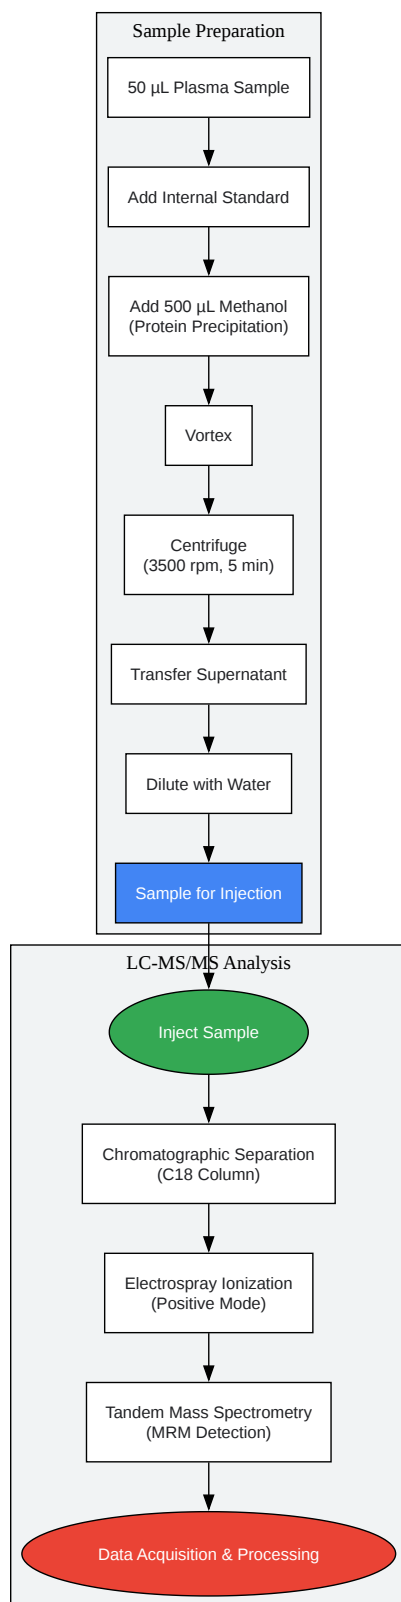 Sample Preparation
50 µL Plasma Sample
Add Internal Standard
Add 500 µL Methanol
(Protein Precipitation)
Vortex
Centrifuge
(3500 rpm, 5 min)
Transfer Supernatant
Dilute with Water
Sample for Injection
LC-MS/MS Analysis
Inject Sample
Chromatographic Separation
(C18 Column)
Electrospray Ionization
(Positive Mode)
Tandem Mass Spectrometry
(MRM Detection)
Data Acquisition & Processing